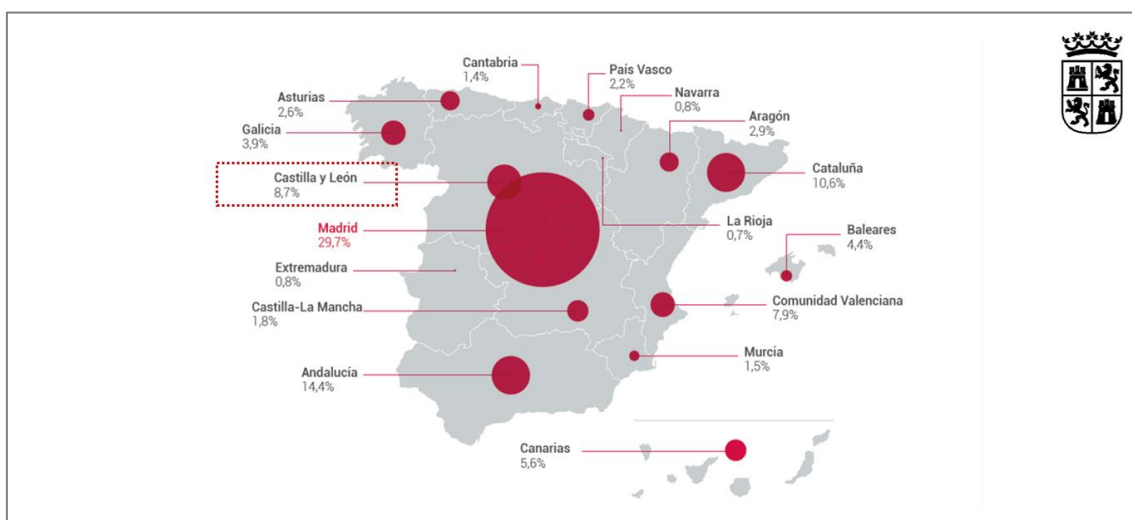 Cantabria
1,4%
País Vasco
2,2%
Navarra
0,8%
Asturias
2,6%
Aragón
2,9%
Galicia
3,9%
Castilla y León
8,7%
Cataluña
10,6%
Madrid
29,7%
La Rioja
0,7%
Baleares
4,4%
Extremadura
0,8%
Castilla-La Mancha
1,8%
Comunidad Valenciana
7,9%
Murcia
1,5%
Andalucía
14,4%
Canarias
5,6%